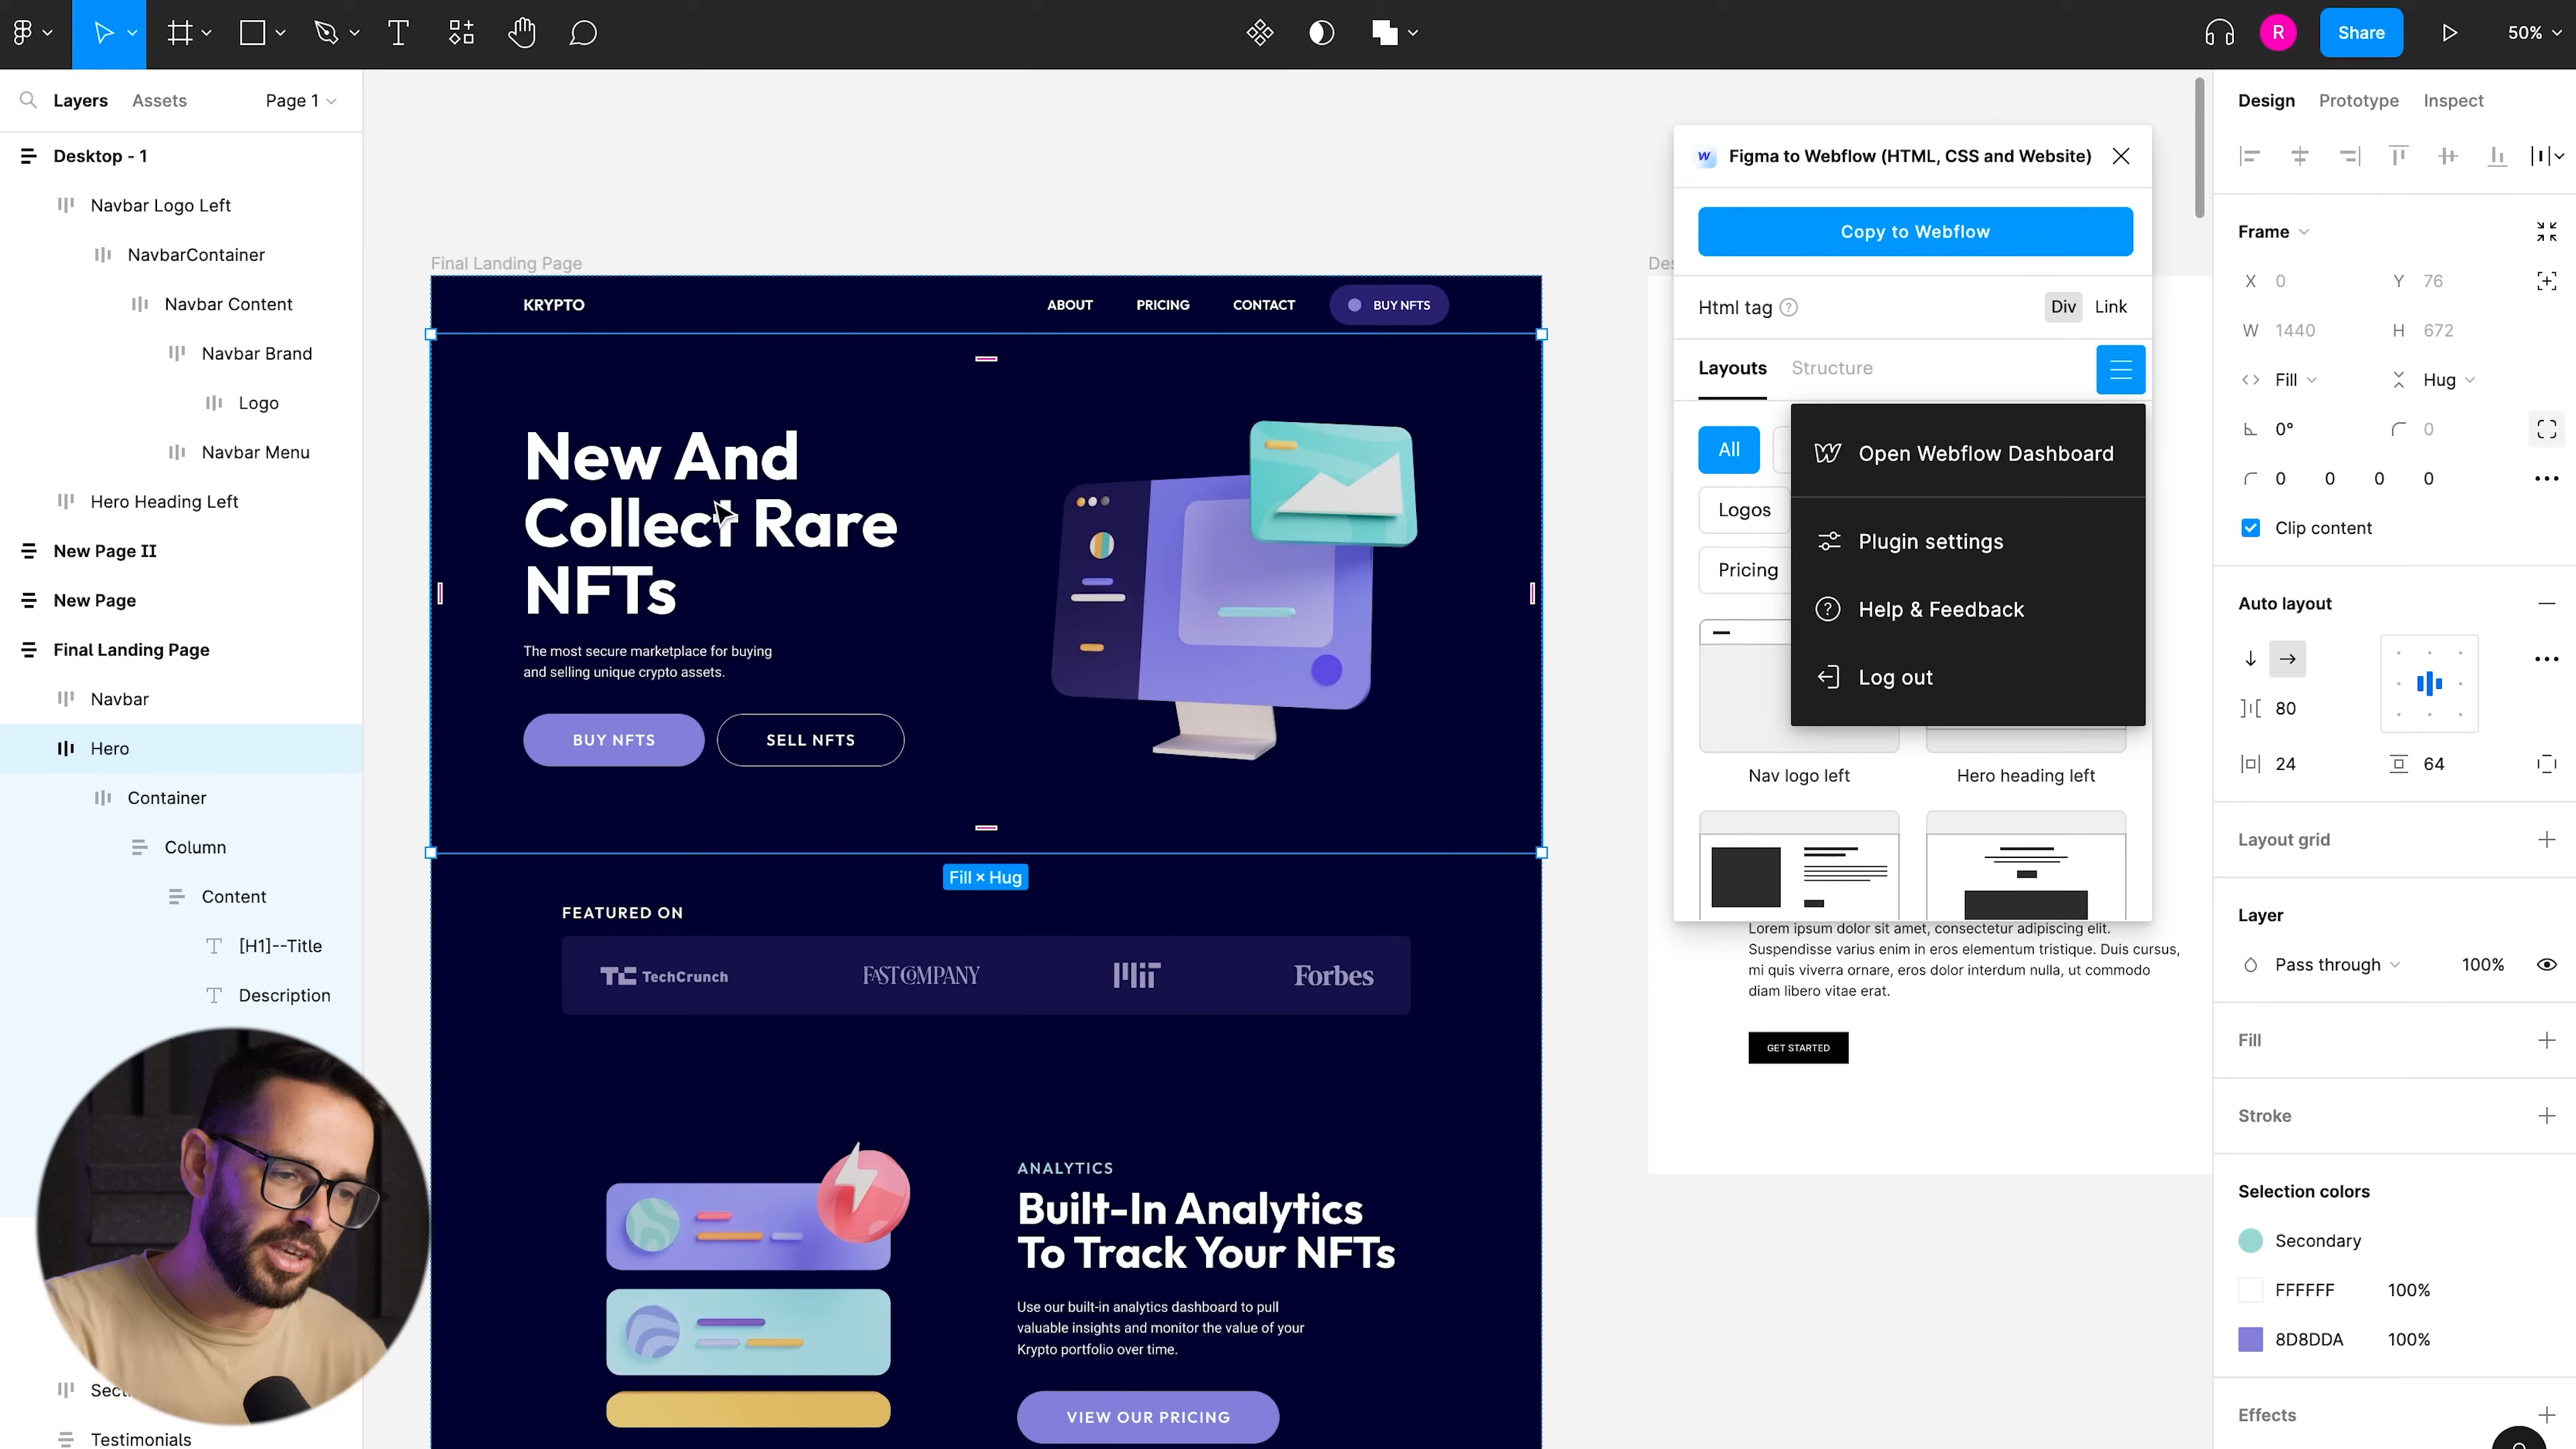 R
Share
50%
Layers
Assets
Page 1
Desktop - 1
Navbar Logo Left
NavbarContainer
Navbar Content
Navbar Brand
Logo
Navbar Menu
Hero Heading Left
New Page II
New Page
Final Landing Page
Navbar
Hero
Container
Column
Content
[H1]--Title
Description
Testimonials
Final Landing Page
KRYPTO
ABOUT
PRICING
CONTACT
BUY NFTS
New And
Collect Rare
NFTs
The most secure marketplace for buying
and selling unique crypto assets.
BUY NFTS
SELL NFTS
Fill × Hug
FEATURED ON
TechCrunch
FAST COMPANY
MIT
Forbes
ANALYTICS
Built-In Analytics
To Track Your NFTs
Use our built-in analytics dashboard to pull
valuable insights and monitor the value of your
Krypto portfolio over time.
VIEW OUR PRICING
Figma to Webflow (HTML, CSS and Website)
Copy to Webflow
Html tag
Div
Link
Layouts
Structure
All
Logos
Pricing
Open Webflow Dashboard
Plugin settings
Help & Feedback
Log out
Nav logo left
Hero heading left
Lorem ipsum dolor sit amet, consectetur adipiscing elit.
Suspendisse varius enim in eros elementum tristique. Duis cursus,
mi quis viverra ornare, eros dolor interdum nulla, ut commodo
diam libero vitae erat.
GET STARTED
Design
Prototype
Inspect
Frame
X 0
Y 76
W 1440
H 672
Fill
Hug
0°
0
0 0 0 0
Clip content
Auto layout
80
24
64
Layout grid
Layer
Pass through
100%
Fill
Stroke
Selection colors
Secondary
FFFFFF 100%
8D8DDA 100%
Effects